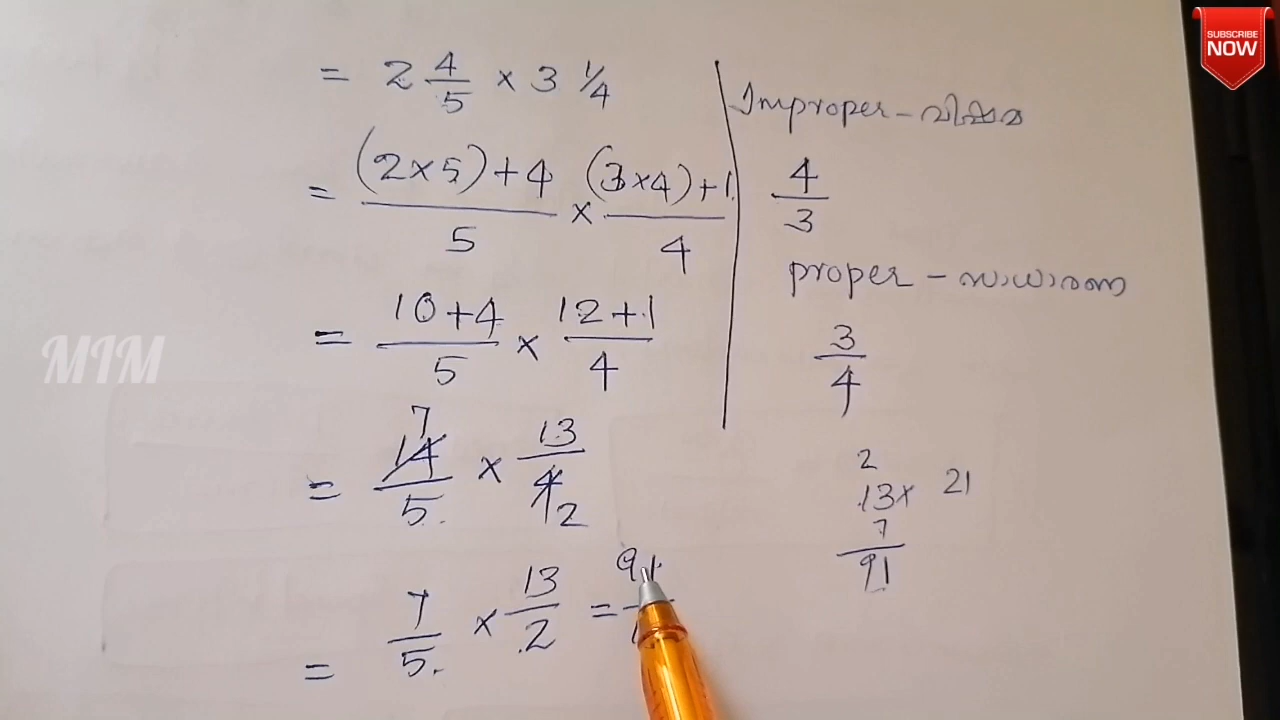 = 2 4/5 × 3 1/4
= (2×5)+4/5 × (3×4)+1/4
= 10+4/5 × 12+1/4
= 14/5 × 13/4
7
2
= 7/5 × 13/2 = 91
Improper - വിഷമ
4/3
proper - സാധാരണ
3/4
2
13× 21
7
91
MIM
SUBSCRIBE
NOW